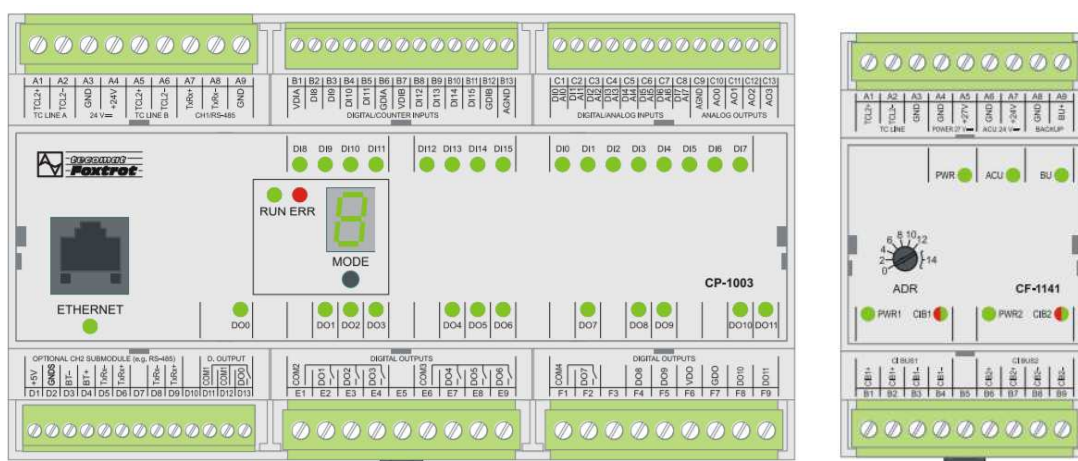 A1 A2 A3 A4 A5 A6 A7 A8 A9
TCL2+ TCL2– GND +24V TCL2+ TCL2– TxRx+ TxRx– GND
TC LINE A 24 V TC LINE B CH1/RS-485
B1 B2 B3 B4 B5 B6 B7 B8 B9 B10 B11 B12 B13
VDIA DI8 DI9 DI10 DI11 GDIA VDIB DI12 DI13 DI14 DI15 GDIB AGND
DIGITAL/COUNTER INPUTS
C1 C2 C3 C4 C5 C6 C7 C8 C9 C10 C11 C12 C13
DI0 DI1 DI2 DI3 DI4 DI5 DI6 DI7 AGND AO0 AO1 AO2 AO3
AI0 AI1 AI2 AI3 AI4 AI5 AI6 AI7
DIGITAL/ANALOG INPUTS ANALOG OUTPUTS
tecomat
Foxtrot
DI8 DI9 DI10 DI11 DI12 DI13 DI14 DI15 DI0 DI1 DI2 DI3 DI4 DI5 DI6 DI7
RUN ERR
8
MODE
CP-1003
ETHERNET
DO0 DO1 DO2 DO3 DO4 DO5 DO6 DO7 DO8 DO9 DO10 DO11
OPTIONAL CH2 SUBMODULE (e.g. RS-485) D. OUTPUT
+5V GNDS BT– BT+ TxRx– TxRx+ TxRx– TxRx+ COM1 COM1 DO0
D1 D2 D3 D4 D5 D6 D7 D8 D9 D10 D11 D12 D13
DIGITAL OUTPUTS
COM2 DO1 DO2 DO3 COM3 DO4 DO5 DO6
E1 E2 E3 E4 E5 E6 E7 E8 E9
DIGITAL OUTPUTS
COM4 DO7 DO8 DO9 VDO GDO DO10 DO11
F1 F2 F3 F4 F5 F6 F7 F8 F9
A1 A2 A3 A4 A5 A6 A7 A8 A9
TCL2+ TCL2– GND GND +27V GND +24V GND BU+
TC LINE POWER 27 V ACU 24 V BACKUP
PWR ACU BU
0 2 4 6 8 10 12 14
ADR
CF-1141
PWR1 CIB1 PWR2 CIB2
CIBUS1 CIBUS2
CIB1+ CIB1+ CIB1– CIB1– CIB2+ CIB2+ CIB2– CIB2–
B1 B2 B3 B4 B5 B6 B7 B8 B9